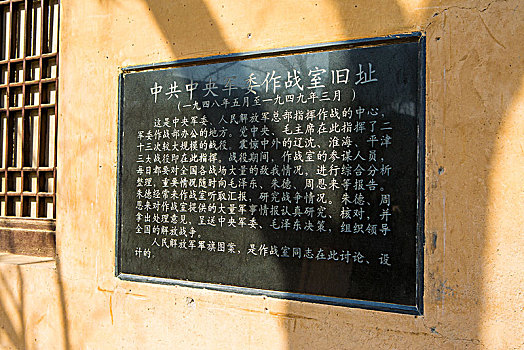 中共中央军委作战室旧址
(一九四八年五月至一九四九年三月)
这是中央军委、人民解放军总部指挥作战的中心,
军委作战部办公的地方。党中央、毛主席在此指挥了二
十三次较大规模的战役。震惊中外的辽沈、淮海、平津
三大战役即在此指挥。战役期间,作战室的参谋人员,
每日都要对全国各战场大量的敌我情况,进行综合分析
整理,重要情况随时向毛泽东、朱德、周恩来等报告。
朱德经常来作战室听取汇报,研究战争情况。朱德、周
恩来对作战室提供的大量军事情报认真研究、核对,并
拿出处理意见,呈送中央军委、毛泽东决策,组织领导
全国的解放战争。
人民解放军军旗图案,是作战室同志在此讨论、设
计的。